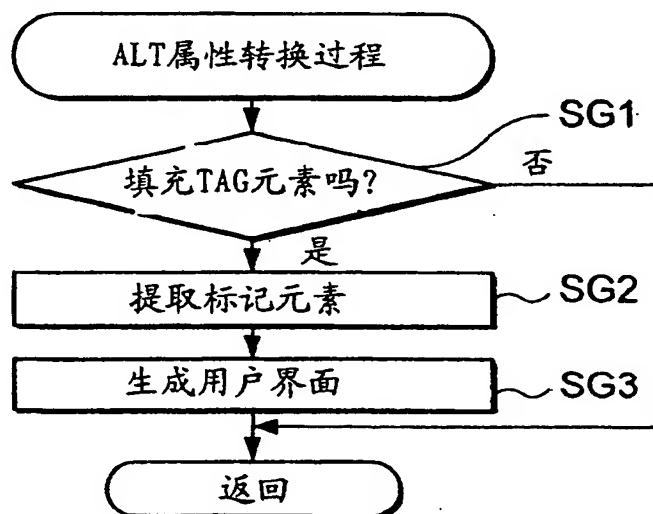 ALT属性转换过程
SG1
填充TAG元素吗?
否
是
提取标记元素
SG2
生成用户界面
SG3
返回